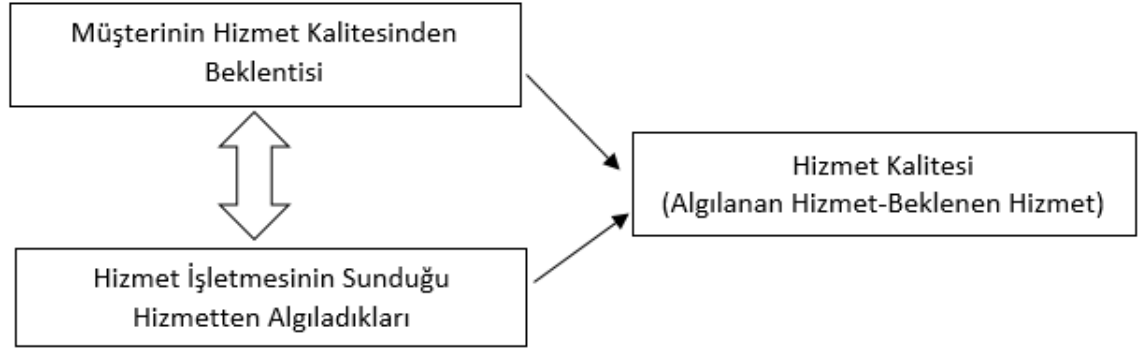 Müşterinin Hizmet Kalitesinden
Beklentisi
Hizmet Kalitesi
(Algılanan Hizmet-Beklenen Hizmet)
Hizmet İşletmesinin Sunduğu
Hizmetten Algıladıkları